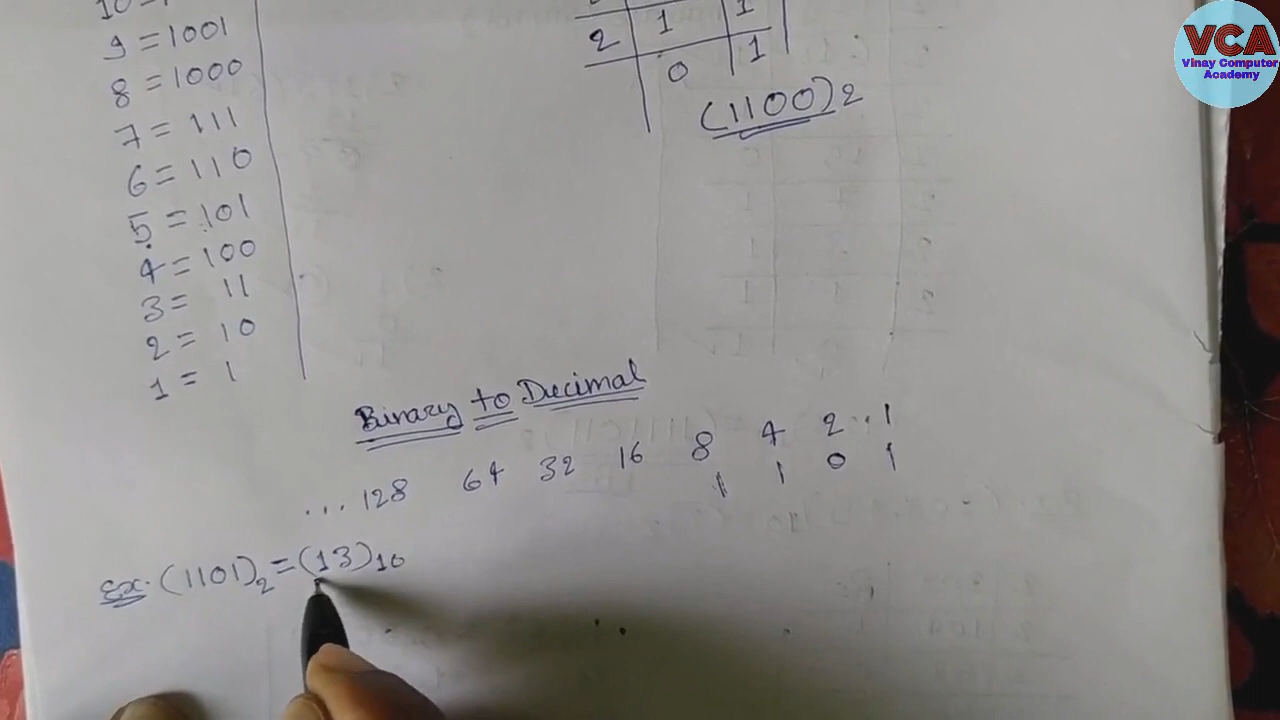 9 = 1001
8 = 1000
7 = 111
6 = 110
5 = 101
4 = 100
3 = 11
2 = 10
1 = 1
1 1
2 1 1
0 1
(1100)2
Binary to Decimal
... 128 64 32 16 8 4 2 .. 1
1 1 0 1
Ex. (1101)2 = (13)10
VCA
Vinay Computer
Academy